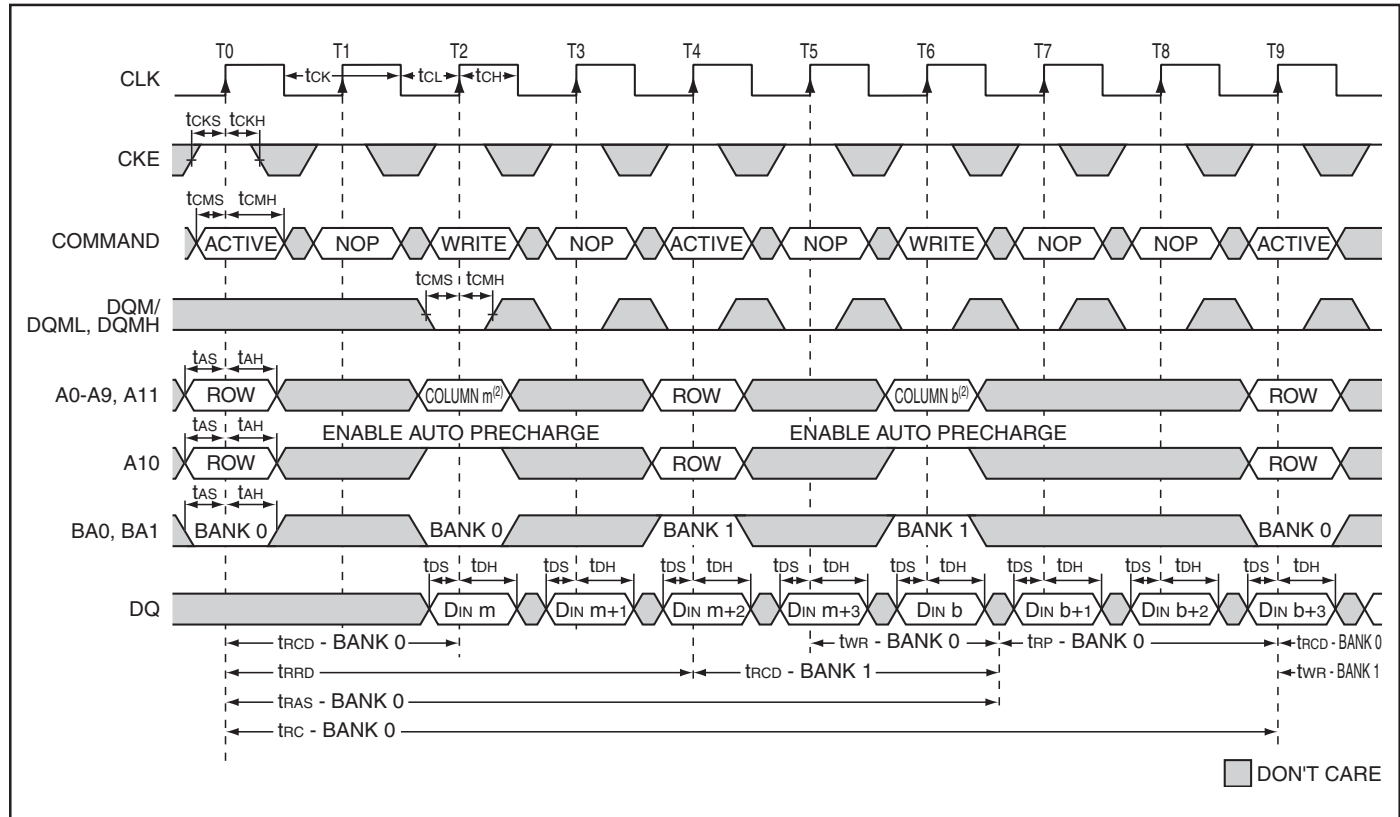 T0 T1 T2 T3 T4 T5 T6 T7 T8 T9
CLK
tCK tCL tCH
tCKS tCKH
CKE
tCMS tCMH
COMMAND ACTIVE NOP WRITE NOP ACTIVE NOP WRITE NOP NOP ACTIVE
tCMS tCMH
DQM/
DQML, DQMH
tAS tAH
A0-A9, A11 ROW COLUMN m(2) ROW COLUMN b(2) ROW
tAS tAH ENABLE AUTO PRECHARGE ENABLE AUTO PRECHARGE
A10 ROW ROW ROW
tAS tAH
BA0, BA1 BANK 0 BANK 0 BANK 1 BANK 1 BANK 0
tDS tDH tDS tDH tDS tDH tDS tDH tDS tDH tDS tDH tDS tDH tDS tDH
DQ DIN m DIN m+1 DIN m+2 DIN m+3 DIN b DIN b+1 DIN b+2 DIN b+3
tRCD - BANK 0 tWR - BANK 0 tRP - BANK 0 tRCD - BANK 0
tRRD tRCD - BANK 1 tWR - BANK 1
tRAS - BANK 0
tRC - BANK 0
DON'T CARE